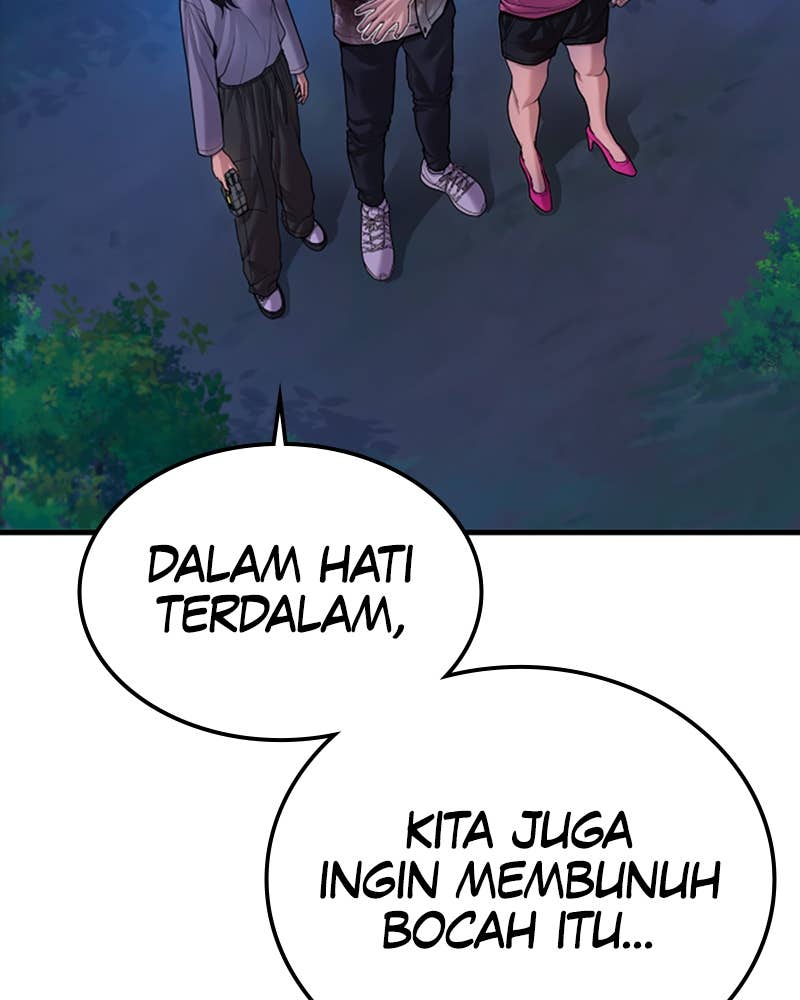 DALAM HATI
TERDALAM,
KITA JUGA
INGIN MEMBUNUH
BOCAH ITU...